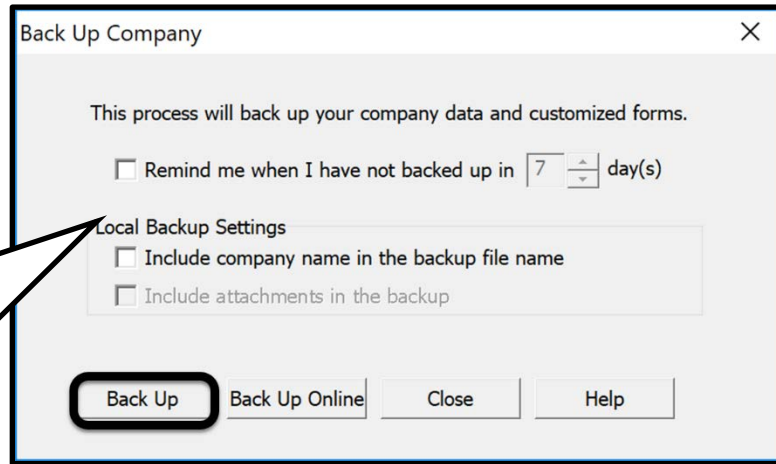 Back Up Company
This process will back up your company data and customized forms.
Remind me when I have not backed up in 7 day(s)
Local Backup Settings
Include company name in the backup file name
Include attachments in the backup
Back Up Back Up Online Close Help